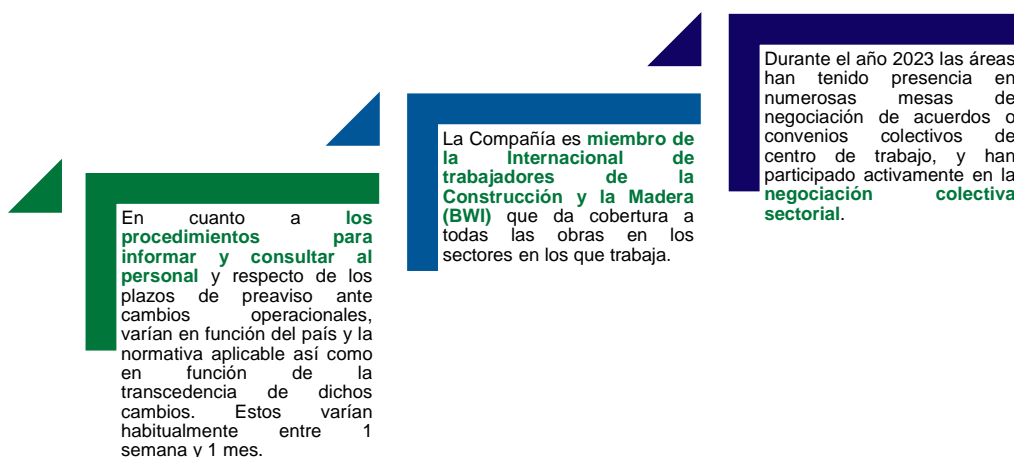 En cuanto a los
procedimientos para
informar y consultar al
personal y respecto de los
plazos de preaviso ante
cambios operacionales,
varían en función del país y la
normativa aplicable así como
en función de la
transcedencia de dichos
cambios. Estos varían
habitualmente entre 1
semana y 1 mes.
La Compañía es miembro de
la Internacional de
trabajadores de la
Construcción y la Madera
(BWI) que da cobertura a
todas las obras en los
sectores en los que trabaja.
Durante el año 2023 las áreas
han tenido presencia en
numerosas mesas de
negociación de acuerdos o
convenios colectivos de
centro de trabajo, y han
participado activamente en la
negociación colectiva
sectorial.